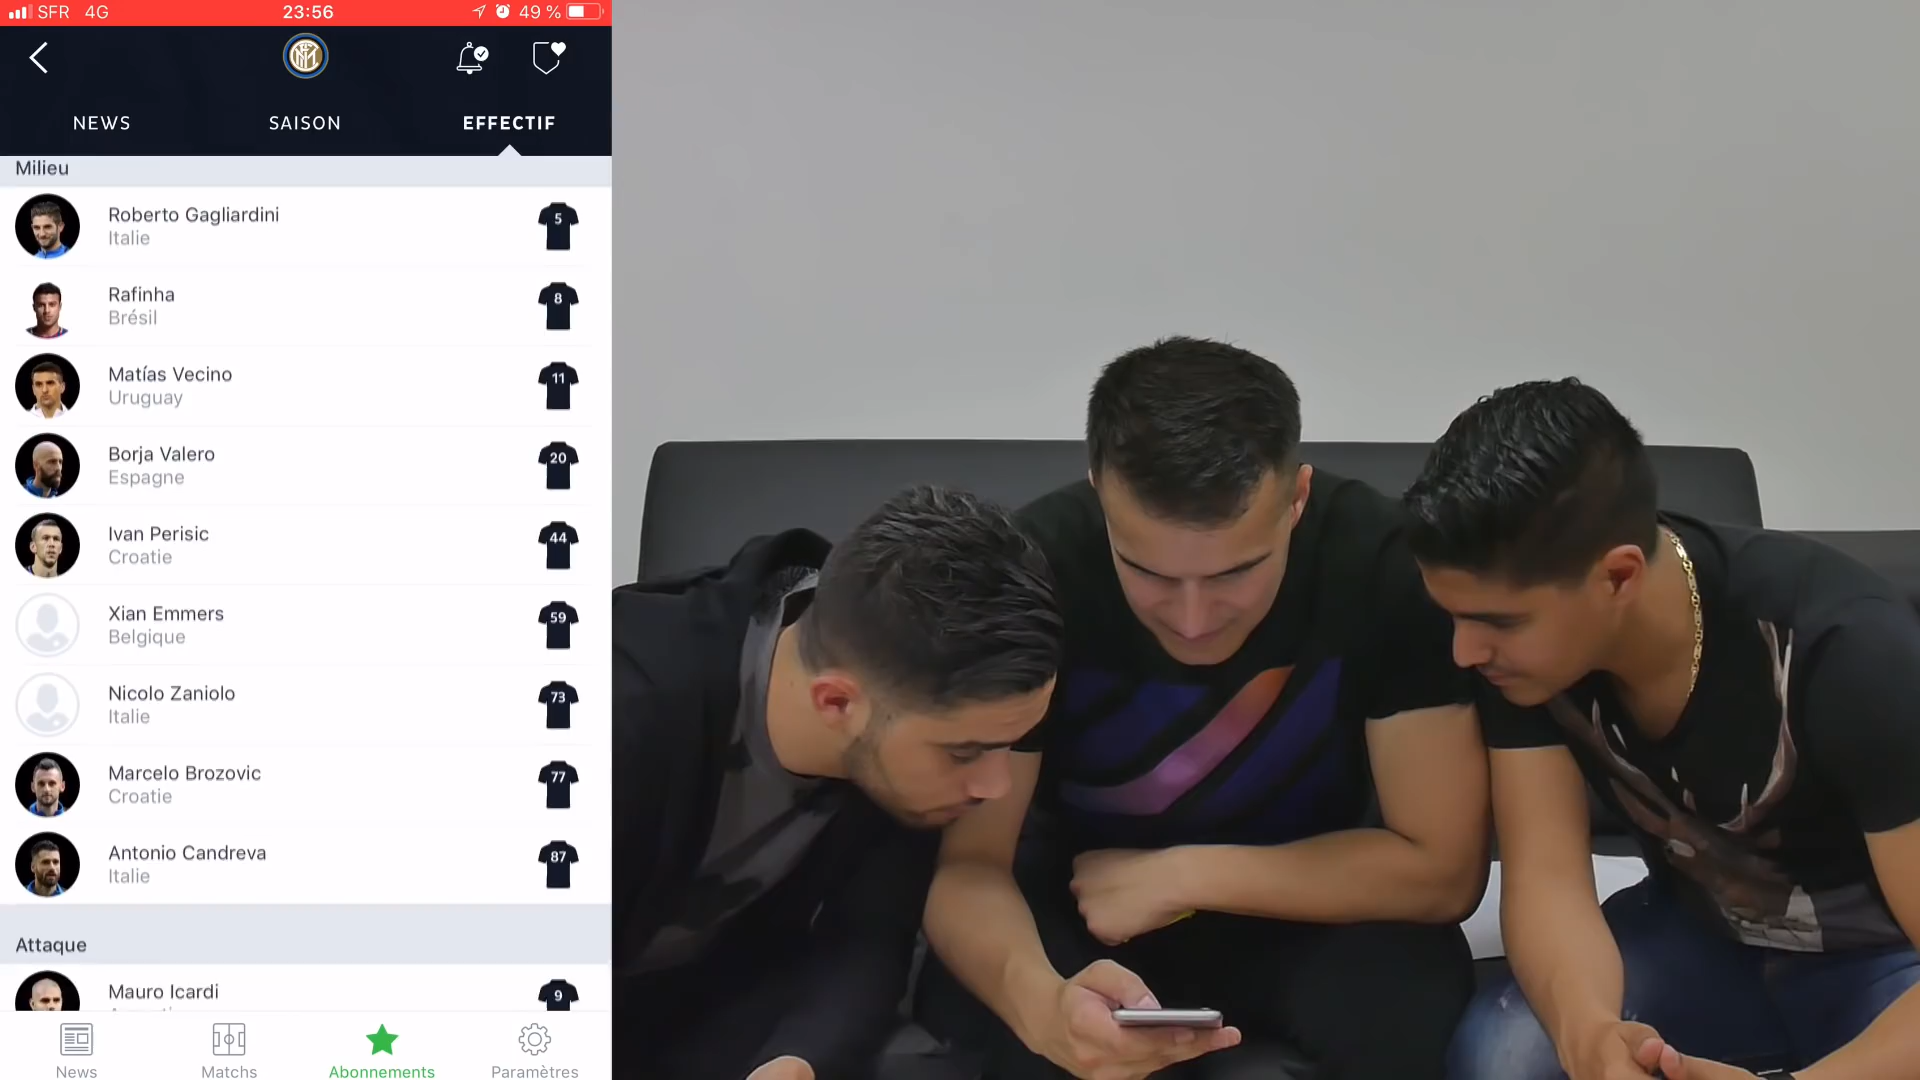 SFR 4G 23:56 49 %
NEWS SAISON EFFECTIF
Milieu
Roberto Gagliardini
Italie
5
Rafinha
Brésil
8
Matías Vecino
Uruguay
11
Borja Valero
Espagne
20
Ivan Perisic
Croatie
44
Xian Emmers
Belgique
59
Nicolo Zaniolo
Italie
73
Marcelo Brozovic
Croatie
77
Antonio Candreva
Italie
87
Attaque
Mauro Icardi
9
News Matchs Abonnements Paramètres